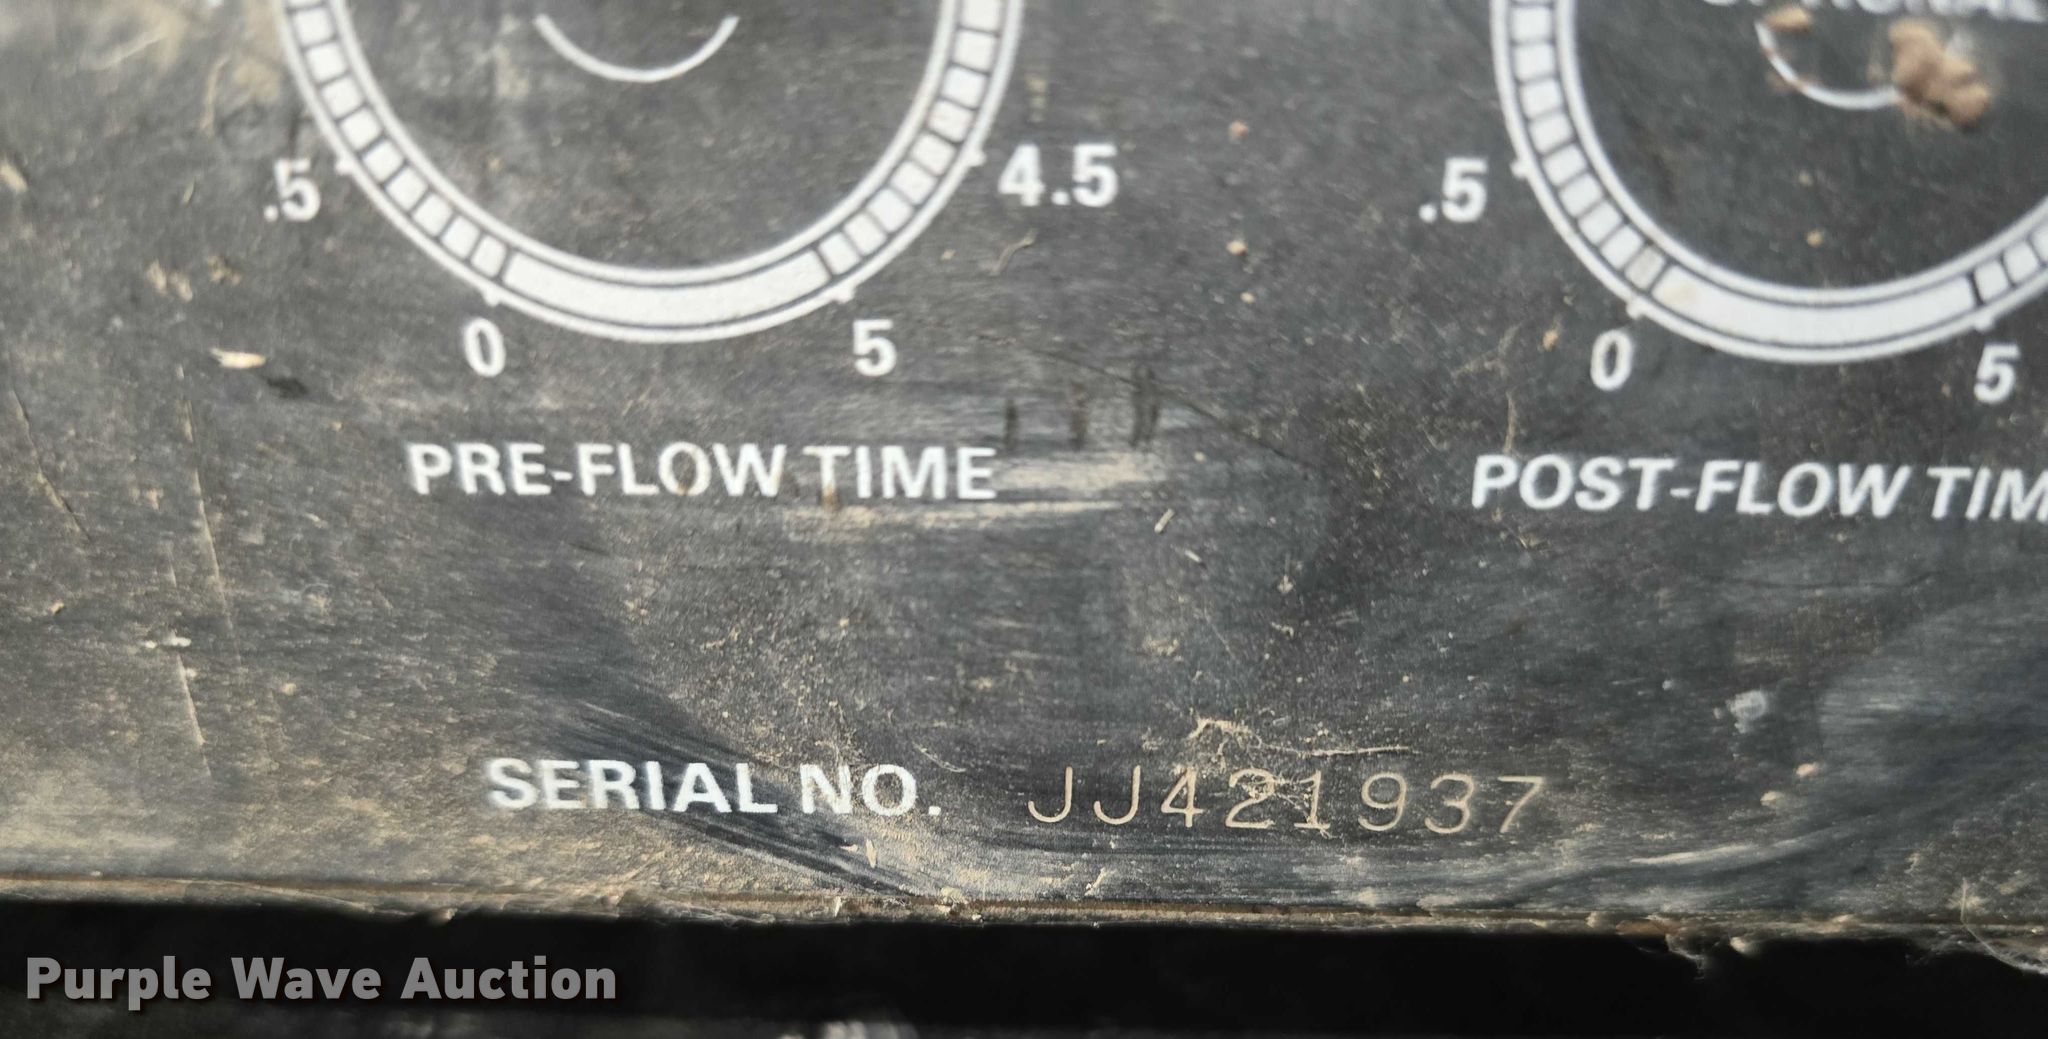 .5
4.5
.5
0
5
0
5
PRE-FLOW TIME
POST-FLOW TIM
SERIAL NO. JJ421937
Purple Wave Auction